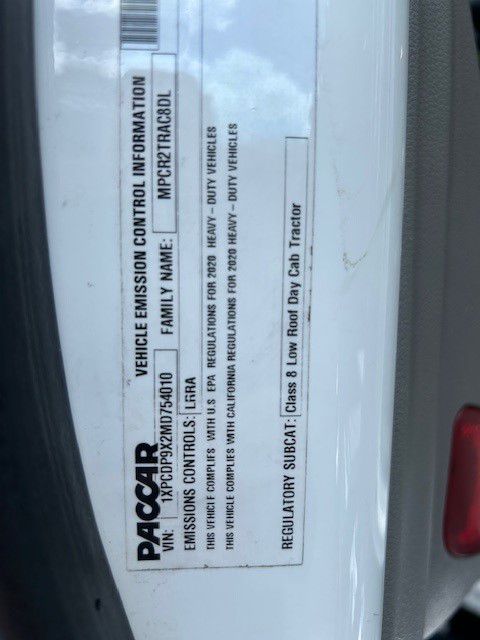 PACCAR VEHICLE EMISSION CONTROL INFORMATION
VIN: 1XPCDP9X2MD754010 FAMILY NAME: MPCR2TRAC8DL
EMISSIONS CONTROLS: LRRA
THIS VEHICLE COMPLIES WITH U.S EPA REGULATIONS FOR 2020 HEAVY-DUTY VEHICLES
THIS VEHICLE COMPLIES WITH CALIFORNIA REGULATIONS FOR 2020 HEAVY-DUTY VEHICLES
REGULATORY SUBCAT: Class 8 Low Roof Day Cab Tractor